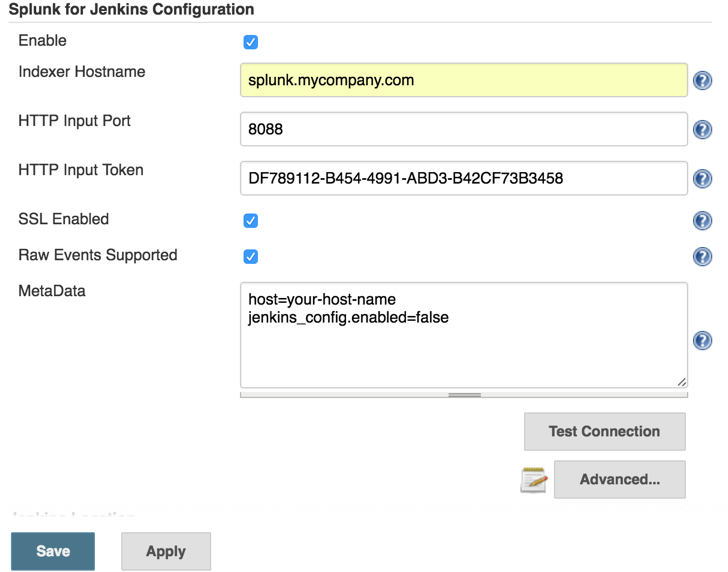 Splunk for Jenkins Configuration
Enable
Indexer Hostname
splunk.mycompany.com
HTTP Input Port
8088
HTTP Input Token
DF789112-B454-4991-ABD3-B42CF73B3458
SSL Enabled
Raw Events Supported
MetaData
host=your-host-name
jenkins_config.enabled=false
Test Connection
Advanced...
Save
Apply